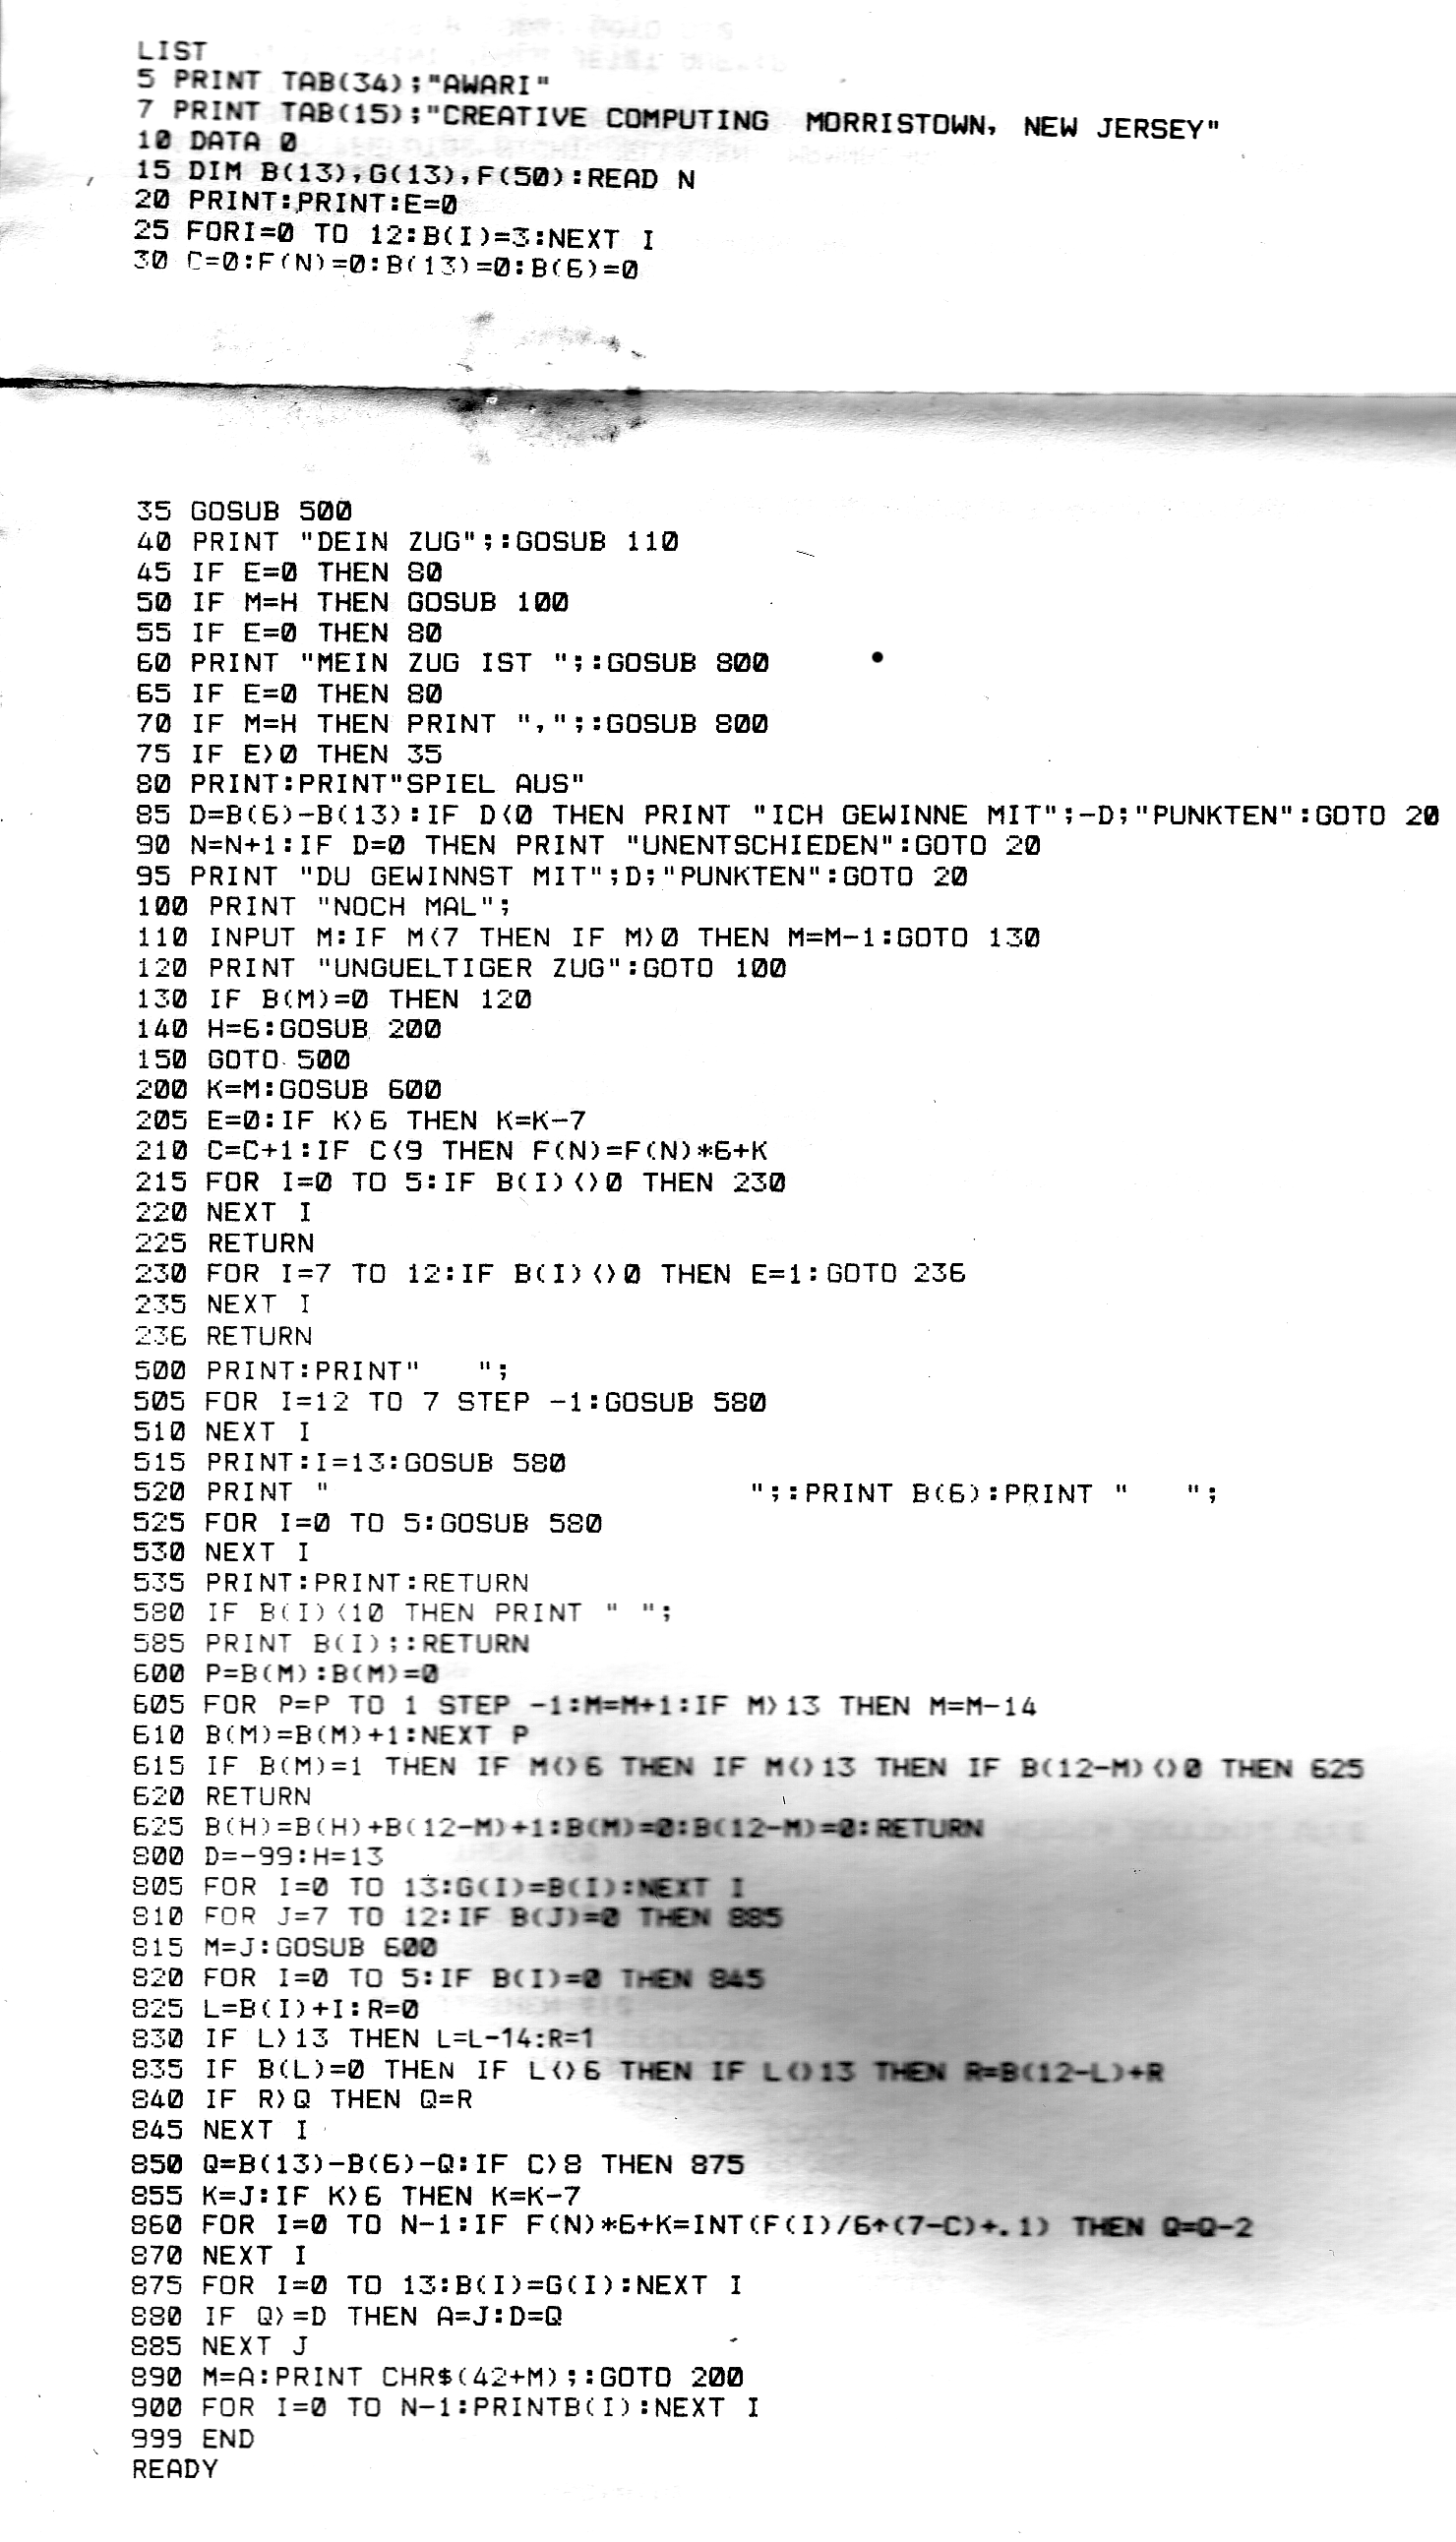 LIST
5 PRINT TAB(34);"AWARI"
7 PRINT TAB(15);"CREATIVE COMPUTING  MORRISTOWN, NEW JERSEY"
10 DATA 0
15 DIM B(13),G(13),F(50):READ N
20 PRINT:PRINT:E=0
25 FORI=0 TO 12:B(I)=3:NEXT I
30 C=0:F(N)=0:B(13)=0:B(6)=0
35 GOSUB 500
40 PRINT "DEIN ZUG";:GOSUB 110
45 IF E=0 THEN 80
50 IF M=H THEN GOSUB 100
55 IF E=0 THEN 80
60 PRINT "MEIN ZUG IST ";:GOSUB 800
65 IF E=0 THEN 80
70 IF M=H THEN PRINT ",";:GOSUB 800
75 IF E>0 THEN 35
80 PRINT:PRINT"SPIEL AUS"
85 D=B(6)-B(13):IF D<0 THEN PRINT "ICH GEWINNE MIT";-D;"PUNKTEN":GOTO 20
90 N=N+1:IF D=0 THEN PRINT "UNENTSCHIEDEN":GOTO 20
95 PRINT "DU GEWINNST MIT";D;"PUNKTEN":GOTO 20
100 PRINT "NOCH MAL";
110 INPUT M:IF M<7 THEN IF M>0 THEN M=M-1:GOTO 130
120 PRINT "UNGUELTIGER ZUG":GOTO 100
130 IF B(M)=0 THEN 120
140 H=6:GOSUB 200
150 GOTO 500
200 K=M:GOSUB 600
205 E=0:IF K>6 THEN K=K-7
210 C=C+1:IF C<9 THEN F(N)=F(N)*6+K
215 FOR I=0 TO 5:IF B(I)<>0 THEN 230
220 NEXT I
225 RETURN
230 FOR I=7 TO 12:IF B(I)<>0 THEN E=1:GOTO 236
235 NEXT I
236 RETURN
500 PRINT:PRINT"   ";
505 FOR I=12 TO 7 STEP -1:GOSUB 580
510 NEXT I
515 PRINT:I=13:GOSUB 580
520 PRINT "                       ";:PRINT B(6):PRINT "   ";
525 FOR I=0 TO 5:GOSUB 580
530 NEXT I
535 PRINT:PRINT:RETURN
580 IF B(I)<10 THEN PRINT " ";
585 PRINT B(I);:RETURN
600 P=B(M):B(M)=0
605 FOR P=P TO 1 STEP -1:M=M+1:IF M>13 THEN M=M-14
610 B(M)=B(M)+1:NEXT P
615 IF B(M)=1 THEN IF M<>6 THEN IF M<>13 THEN IF B(12-M)<>0 THEN 625
620 RETURN
625 B(H)=B(H)+B(12-M)+1:B(M)=0:B(12-M)=0:RETURN
800 D=-99:H=13
805 FOR I=0 TO 13:G(I)=B(I):NEXT I
810 FOR J=7 TO 12:IF B(J)=0 THEN 885
815 M=J:GOSUB 600
820 FOR I=0 TO 5:IF B(I)=0 THEN 845
825 L=B(I)+I:R=0
830 IF L>13 THEN L=L-14:R=1
835 IF B(L)=0 THEN IF L<>6 THEN IF L<>13 THEN R=B(12-L)+R
840 IF R>Q THEN Q=R
845 NEXT I
850 Q=B(13)-B(6)-Q:IF C>8 THEN 875
855 K=J:IF K>6 THEN K=K-7
860 FOR I=0 TO N-1:IF F(N)*6+K=INT(F(I)/6↑(7-C)+.1) THEN Q=Q-2
870 NEXT I
875 FOR I=0 TO 13:B(I)=G(I):NEXT I
880 IF Q>=D THEN A=J:D=Q
885 NEXT J
890 M=A:PRINT CHR$(42+M);:GOTO 200
900 FOR I=0 TO N-1:PRINTB(I):NEXT I
999 END
READY